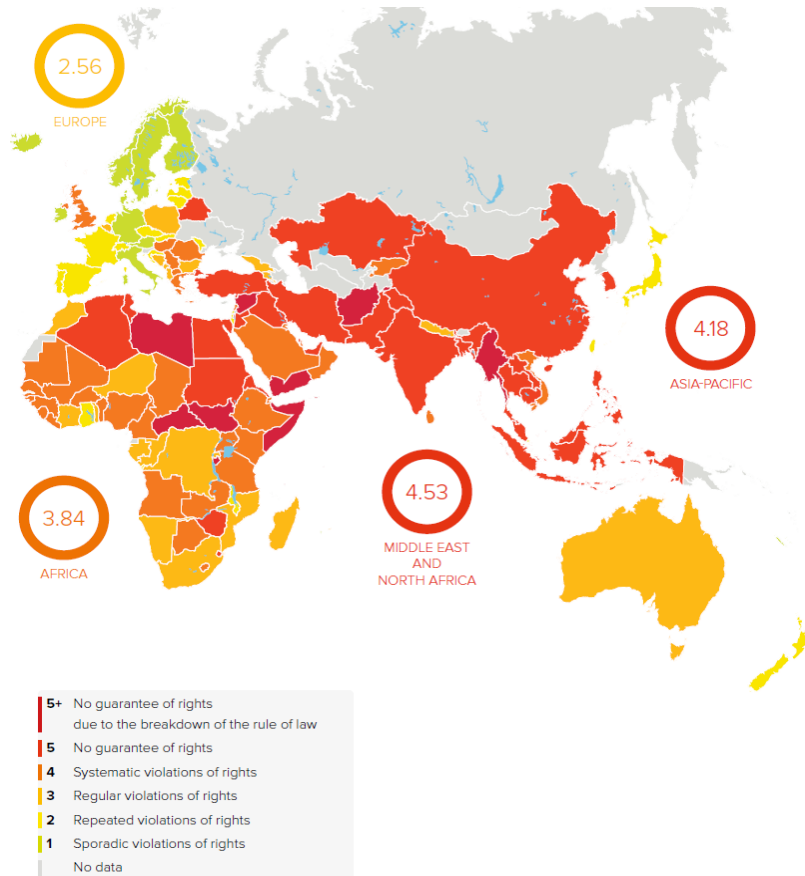 2.56
EUROPE
4.18
ASIA-PACIFIC
4.53
MIDDLE EAST
AND
NORTH AFRICA
3.84
AFRICA
5+ No guarantee of rights
due to the breakdown of the rule of law
5 No guarantee of rights
4 Systematic violations of rights
3 Regular violations of rights
2 Repeated violations of rights
1 Sporadic violations of rights
No data